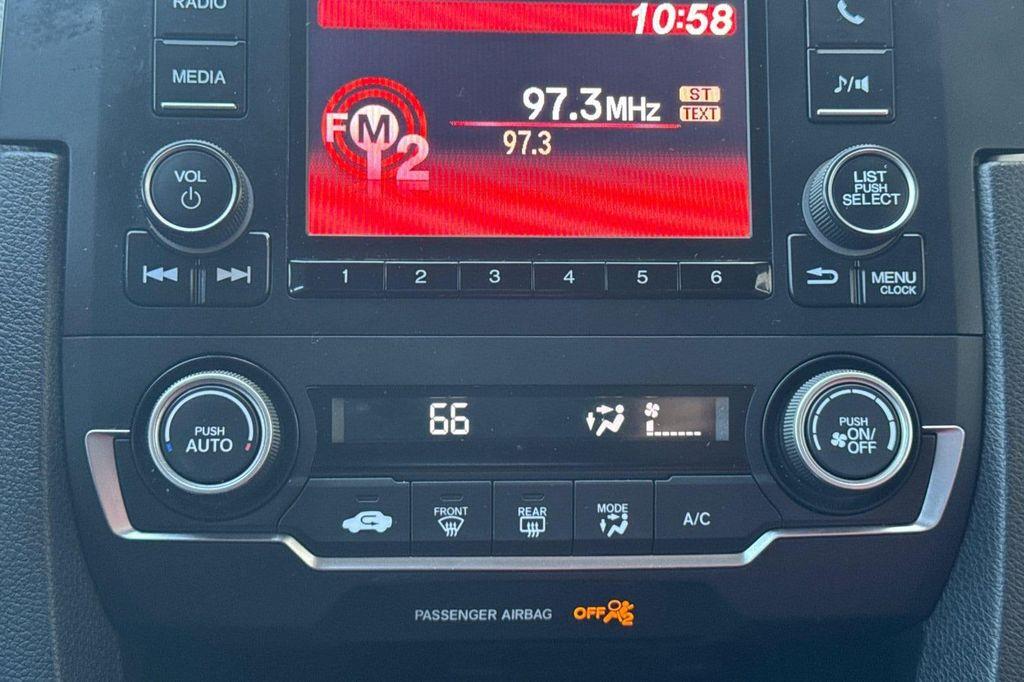 RADIO
10:58
MEDIA
97.3MHz
ST
TEXT
97.3
FM
2
VOL
LIST
PUSH
SELECT
1 2 3 4 5 6
MENU
CLOCK
PUSH
AUTO
66
PUSH
ON/
OFF
FRONT
REAR
MODE
A/C
PASSENGER AIRBAG OFF
2